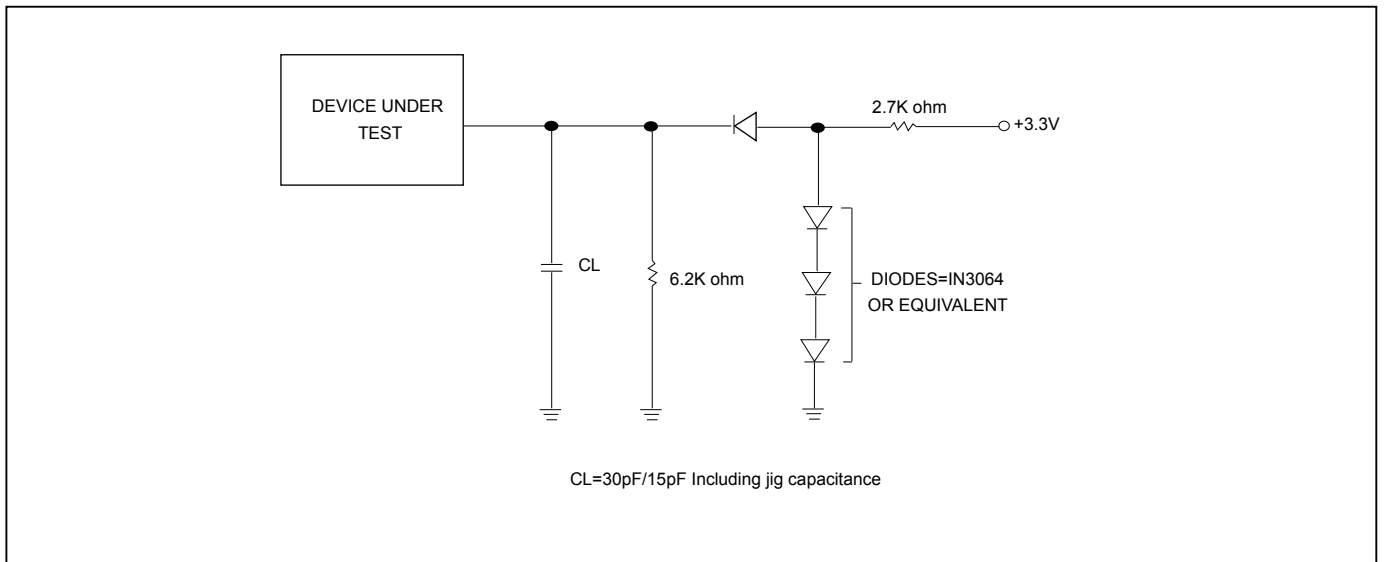 DEVICE UNDER
TEST
2.7K ohm
+3.3V
CL
6.2K ohm
DIODES=IN3064
OR EQUIVALENT
CL=30pF/15pF Including jig capacitance